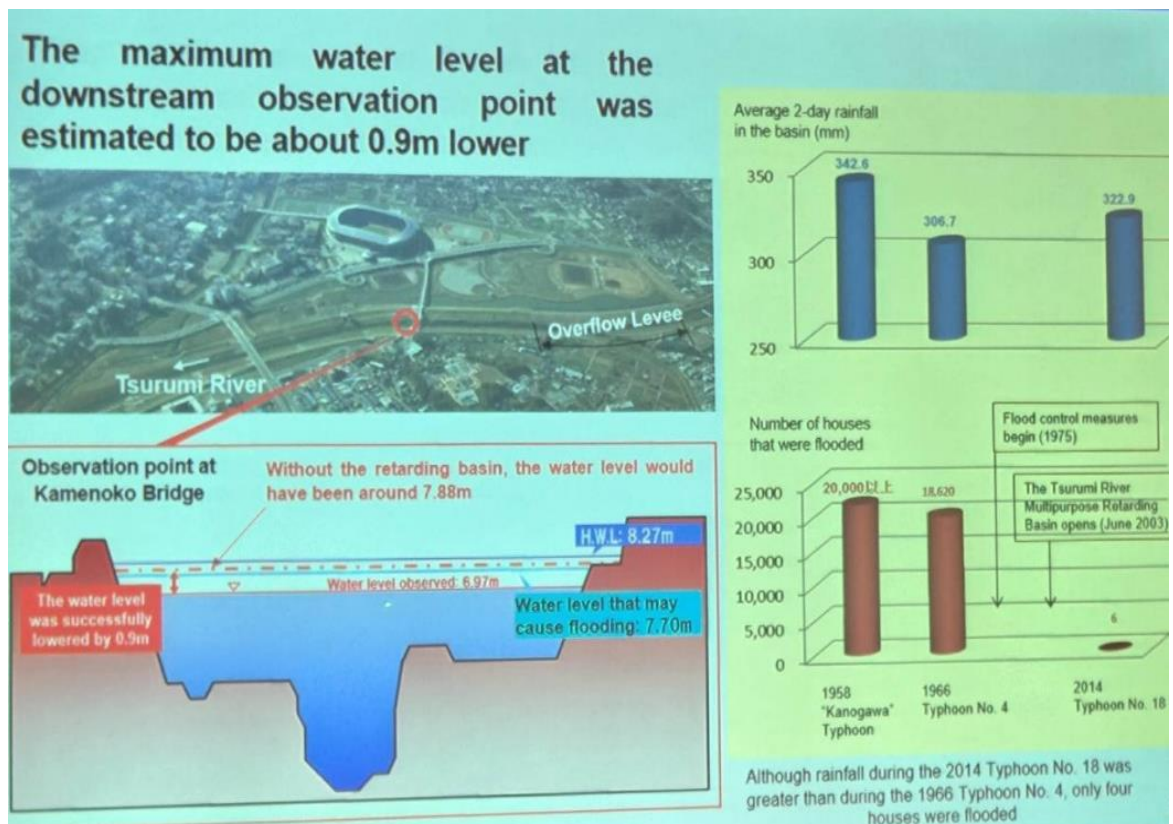 The maximum water level at the
downstream observation point was
estimated to be about 0.9m lower
Overflow Levee
Tsurumi River
Observation point at
Kamenoko Bridge
Without the retarding basin, the water level would
have been around 7.88m
H.W.L: 8.27m
Water level observed: 6.97m
The water level
was successfully
lowered by 0.9m
Water level that may
cause flooding: 7.70m
Average 2-day rainfall
in the basin (mm)
342.6
306.7
322.9
350
300
250
Number of houses
that were flooded
Flood control measures
begin (1975)
The Tsurumi River
Multipurpose Retarding
Basin opens (June 2003)
20,000以上
18,620
6
25,000
20,000
15,000
10,000
5,000
0
1958
"Kanogawa"
Typhoon
1966
Typhoon No. 4
2014
Typhoon No. 18
Although rainfall during the 2014 Typhoon No. 18 was
greater than during the 1966 Typhoon No. 4, only four
houses were flooded